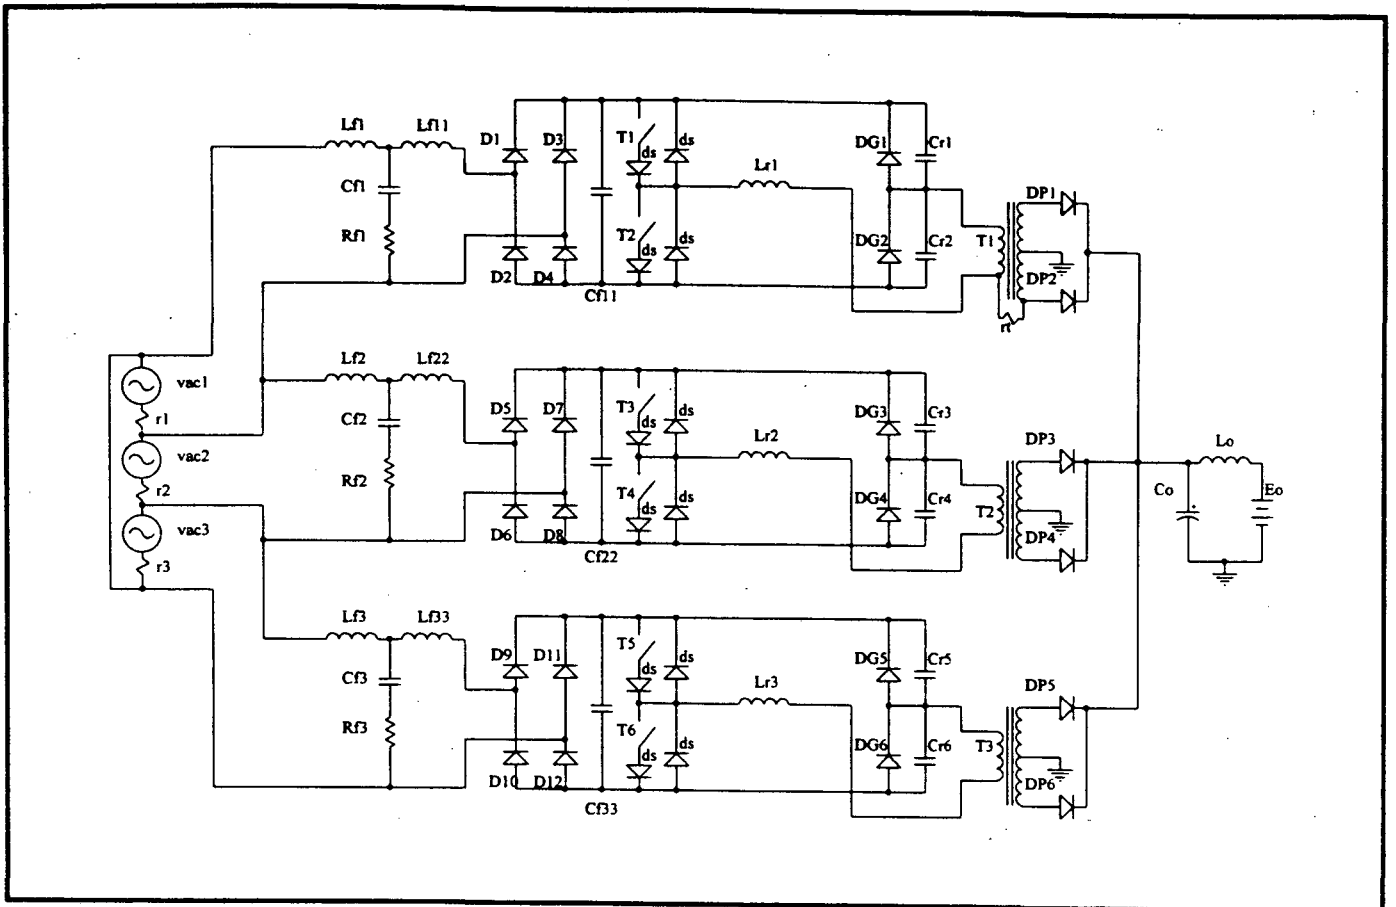 Lf1 Lf11
D1 D3
T1
ds ds
Cf1
Rf1
Lr1
DG1 Cr1
DP1
T2
ds ds
DG2 Cr2
T1
D2 D4
Cf11
DP2
rt
vac1
r1
vac2
r2
vac3
r3
Lf2 Lf22
D5 D7
T3
ds ds
Cf2
Rf2
Lr2
DG3 Cr3
DP3
T4
ds ds
DG4 Cr4
T2
D6 D8
Cf22
DP4
Lo
Co Eo
Lf3 Lf33
D9 D11
T5
ds ds
Cf3
Rf3
Lr3
DG5 Cr5
DP5
T6
ds ds
DG6 Cr6
T3
D10 D12
Cf33
DP6